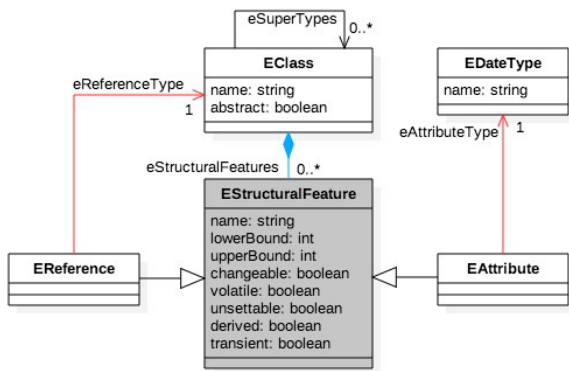 eSuperTypes
0..*
EClass
name: string
abstract: boolean
EDateType
name: string
eReferenceType
1
eAttributeType
1
eStructuralFeatures
0..*
EStructuralFeature
name: string
lowerBound: int
upperBound: int
changeable: boolean
volatile: boolean
unsettable: boolean
derived: boolean
transient: boolean
EReference
EAttribute